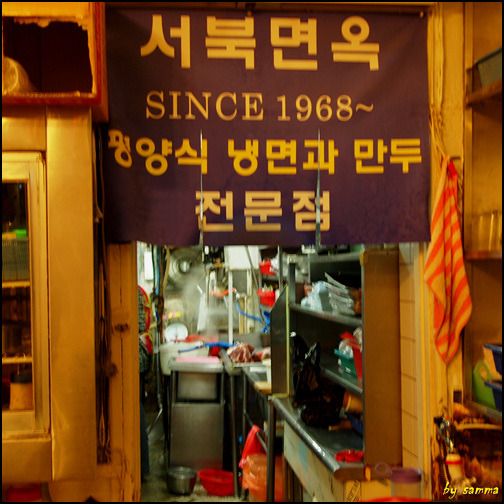 서북면옥
SINCE 1968~
평양식 냉면과 만두
전문점
by samma